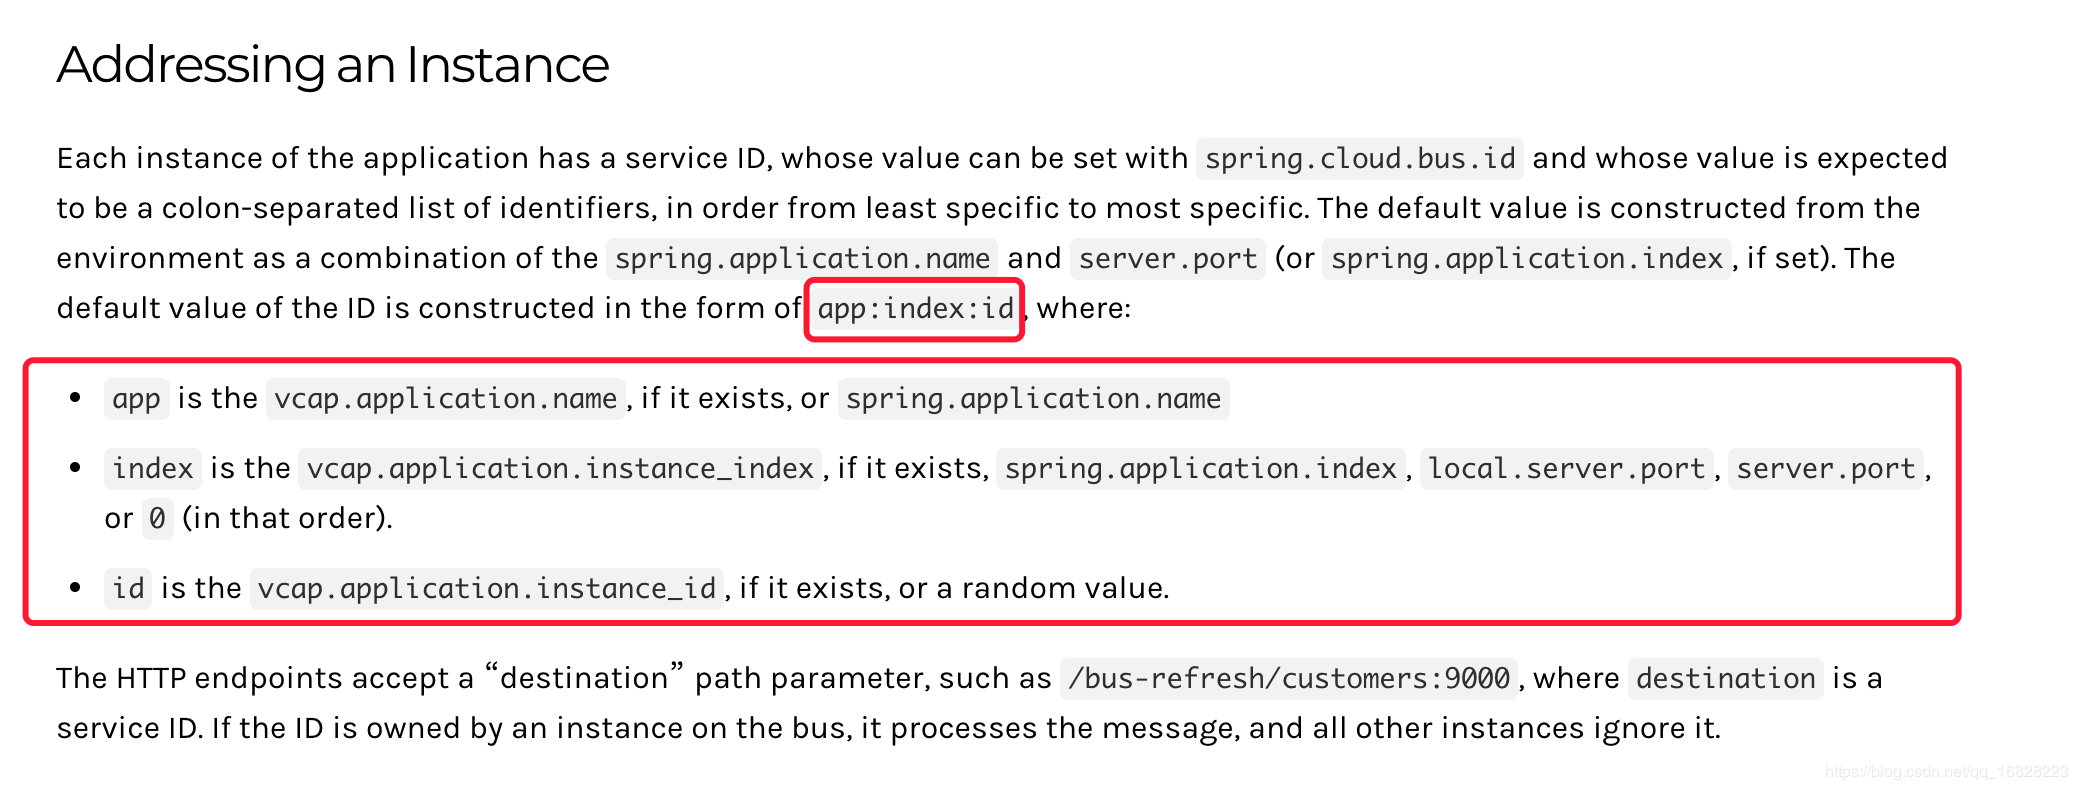 Addressing an Instance
Each instance of the application has a service ID, whose value can be set with spring.cloud.bus.id and whose value is expected
to be a colon-separated list of identifiers, in order from least specific to most specific. The default value is constructed from the
environment as a combination of the spring.application.name and server.port (or spring.application.index, if set). The
default value of the ID is constructed in the form of app:index:id, where:
• app is the vcap.application.name, if it exists, or spring.application.name
• index is the vcap.application.instance_index, if it exists, spring.application.index, local.server.port, server.port,
or 0 (in that order).
• id is the vcap.application.instance_id, if it exists, or a random value.
The HTTP endpoints accept a “destination” path parameter, such as /bus-refresh/customers:9000, where destination is a
service ID. If the ID is owned by an instance on the bus, it processes the message, and all other instances ignore it.
https://blog.csdn.net/qq_16828223